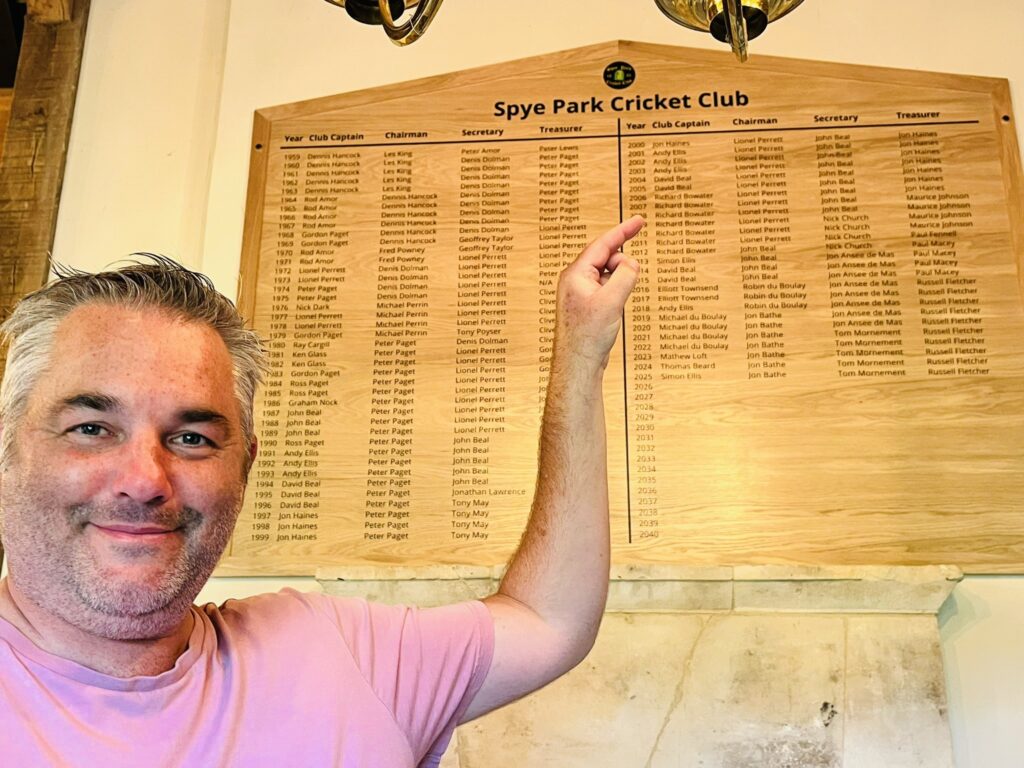 Spye Park
Cricket Club
Spye Park Cricket Club
Year Club Captain Chairman Secretary Treasurer
1959 Dennis Hancock Les King Peter Amor Peter Lewis
1960 Dennis Hancock Les King Denis Dolman Peter Paget
1961 Dennis Hancock Les King Denis Dolman Peter Paget
1962 Dennis Hancock Les King Denis Dolman Peter Paget
1963 Dennis Hancock Les King Denis Dolman Peter Paget
1964 Rod Amor Dennis Hancock Denis Dolman Peter Paget
1965 Rod Amor Dennis Hancock Denis Dolman Peter Paget
1966 Rod Amor Dennis Hancock Denis Dolman Peter Paget
1967 Rod Amor Dennis Hancock Denis Dolman Peter Paget
1968 Gordon Paget Dennis Hancock Denis Dolman Lionel Perrett
1969 Gordon Paget Dennis Hancock Geoffrey Taylor Lionel
1970 Rod Amor Fred Powney Geoffrey Taylor Lionel
1971 Rod Amor Fred Powney Lionel Perrett Lionel
1972 Lionel Perrett Denis Dolman Lionel Perrett Lionel
1973 Lionel Perrett Denis Dolman Lionel Perrett
1974 Peter Paget Denis Dolman Lionel Perrett N/A
1975 Peter Paget Denis Dolman Lionel Perrett Clive
1976 Nick Dark Michael Perrin Lionel Perrett Clive
1977 Lionel Perrett Michael Perrin Lionel Perrett Clive
1978 Lionel Perrett Michael Perrin Lionel Perrett
1979 Lionel Perrett Michael Perrin Tony Poyser
1980 Ray Cargill Peter Paget Denis Dolman
1981 Ken Glass Peter Paget Lionel Perrett
1982 Ken Glass Peter Paget Lionel Perrett
1983 Gordon Paget Peter Paget Lionel Perrett
1984 Ross Paget Peter Paget Lionel Perrett
1985 Ross Paget Peter Paget Lionel Perrett
1986 Graham Nock Peter Paget Lionel Perrett
1987 John Beal Peter Paget Lionel Perrett
1988 John Beal Peter Paget Lionel Perrett
1989 John Beal Peter Paget Lionel Perrett
1990 Ross Paget Peter Paget John Beal
1991 Andy Ellis Peter Paget John Beal
1992 Andy Ellis Peter Paget John Beal
1993 Andy Ellis Peter Paget John Beal
1994 David Beal Peter Paget John Beal
1995 David Beal Peter Paget Jonathan Lawrence
1996 David Beal Peter Paget Tony May
1997 Jon Haines Peter Paget Tony May
1998 Jon Haines Peter Paget Tony May
1999 Jon Haines Peter Paget Tony May
Year Club Captain Chairman Secretary Treasurer
2000 Jon Haines Lionel Perrett John Beal Jon Haines
2001 Andy Ellis Lionel Perrett John Beal Jon Haines
2002 Andy Ellis Lionel Perrett John Beal Jon Haines
2003 Andy Ellis Lionel Perrett John Beal Jon Haines
2004 David Beal Lionel Perrett John Beal Jon Haines
2005 David Beal Lionel Perrett John Beal Jon Haines
2006 Richard Bowater Lionel Perrett John Beal Jon Haines
2007 Richard Bowater Lionel Perrett John Beal Maurice Johnson
Richard Bowater Lionel Perrett John Beal Maurice Johnson
Richard Bowater Lionel Perrett Nick Church Maurice Johnson
Richard Bowater Lionel Perrett Nick Church Maurice Johnson
2011 Richard Bowater Lionel Perrett Nick Church Paul Fennell
2012 Richard Bowater John Beal Nick Church Paul Macey
2013 Simon Ellis John Beal Jon Ansee de Mas Paul Macey
2014 David Beal John Beal Jon Ansee de Mas Paul Macey
2015 David Beal John Beal Jon Ansee de Mas Paul Macey
2016 Elliott Townsend Robin du Boulay Jon Ansee de Mas Russell Fletcher
2017 Elliott Townsend Robin du Boulay Jon Ansee de Mas Russell Fletcher
2018 Andy Ellis Robin du Boulay Jon Ansee de Mas Russell Fletcher
2019 Michael du Boulay Jon Bathe Jon Ansee de Mas Russell Fletcher
2020 Michael du Boulay Jon Bathe Jon Ansee de Mas Russell Fletcher
2021 Michael du Boulay Jon Bathe Tom Mornement Russell Fletcher
2022 Michael du Boulay Jon Bathe Tom Mornement Russell Fletcher
2023 Mathew Loft Jon Bathe Tom Mornement Russell Fletcher
2024 Thomas Beard Jon Bathe Tom Mornement Russell Fletcher
2025 Simon Ellis Jon Bathe Tom Mornement Russell Fletcher
2026
2027
2028
2029
2030
2031
2032
2033
2034
2035
2036
2037
2038
2039
2040